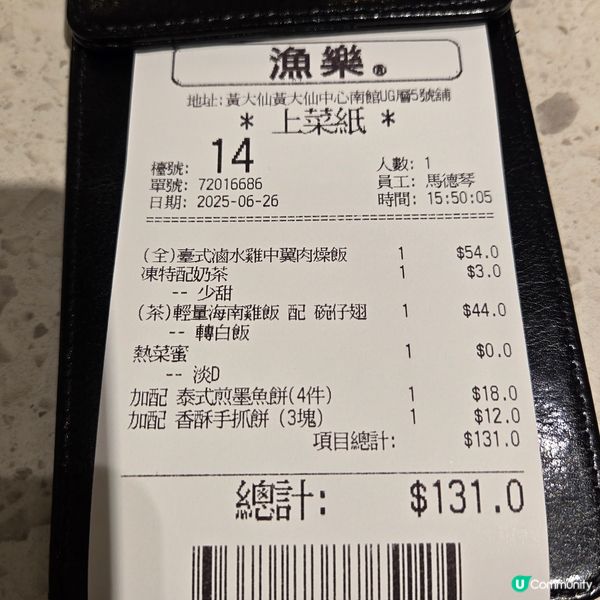 漁樂®
地址:黃大仙黃大仙中心南館UG層5號舖
* 上菜紙 *
檯號: 14 人數: 1
單號: 72016686 員工: 馬德琴
日期: 2025-06-26 時間: 15:50:05
(全)臺式滷水雞中翼肉燥飯 1 $54.0
凍特配奶茶 1 $3.0
-- 少甜
(茶)輕量海南雞飯 配 碗仔翅 1 $44.0
-- 轉白飯
熱菜蜜 1 $0.0
-- 淡D
加配 泰式煎墨魚餅(4件) 1 $18.0
加配 香酥手抓餅 (3塊) 1 $12.0
項目總計: $131.0
總計: $131.0
U Community